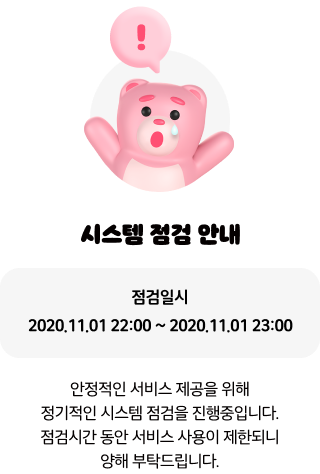 !
시스템 점검 안내
점검일시
2020.11.01 22:00 ~ 2020.11.01 23:00
안정적인 서비스 제공을 위해
정기적인 시스템 점검을 진행중입니다.
점검시간 동안 서비스 사용이 제한되니
양해 부탁드립니다.